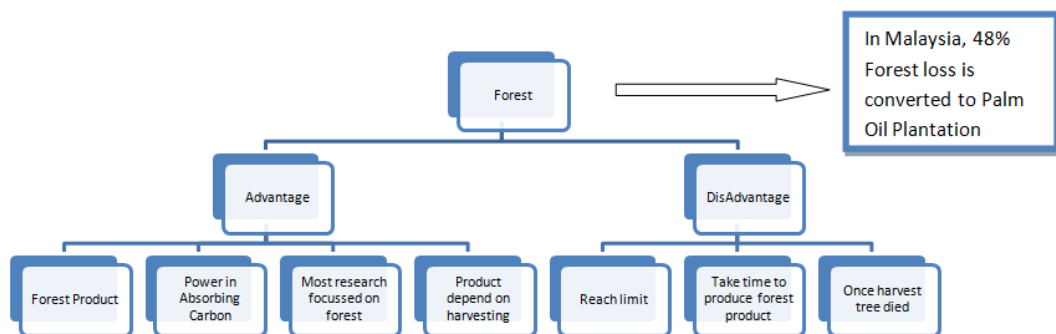 Forest
In Malaysia, 48%
Forest loss is
converted to Palm
Oil Plantation
Advantage
DisAdvantage
Forest Product
Power in
Absorbing
Carbon
Most research
focussed on
forest
Product
depend on
harvesting
Reach limit
Take time to
produce forest
product
Once harvest
tree died